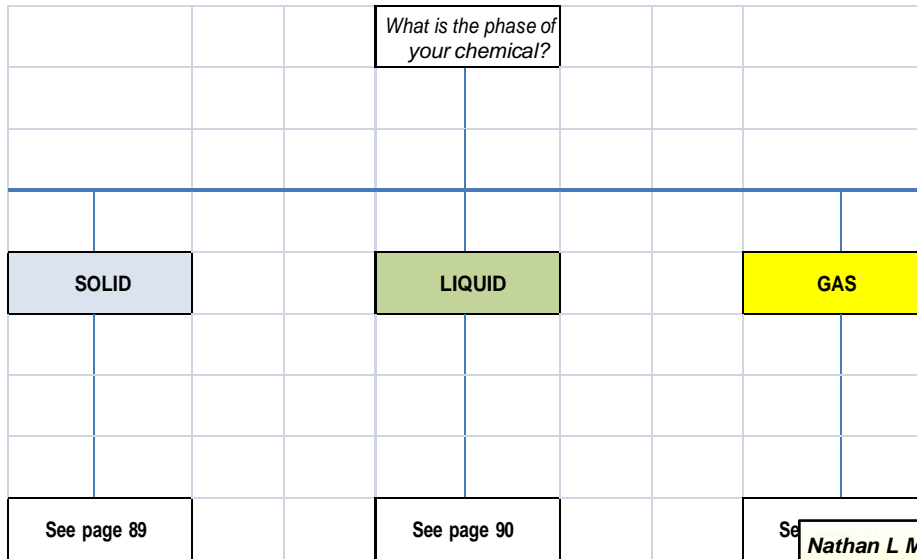 What is the phase of
your chemical?
SOLID
LIQUID
GAS
See page 89
See page 90
Nathan L M